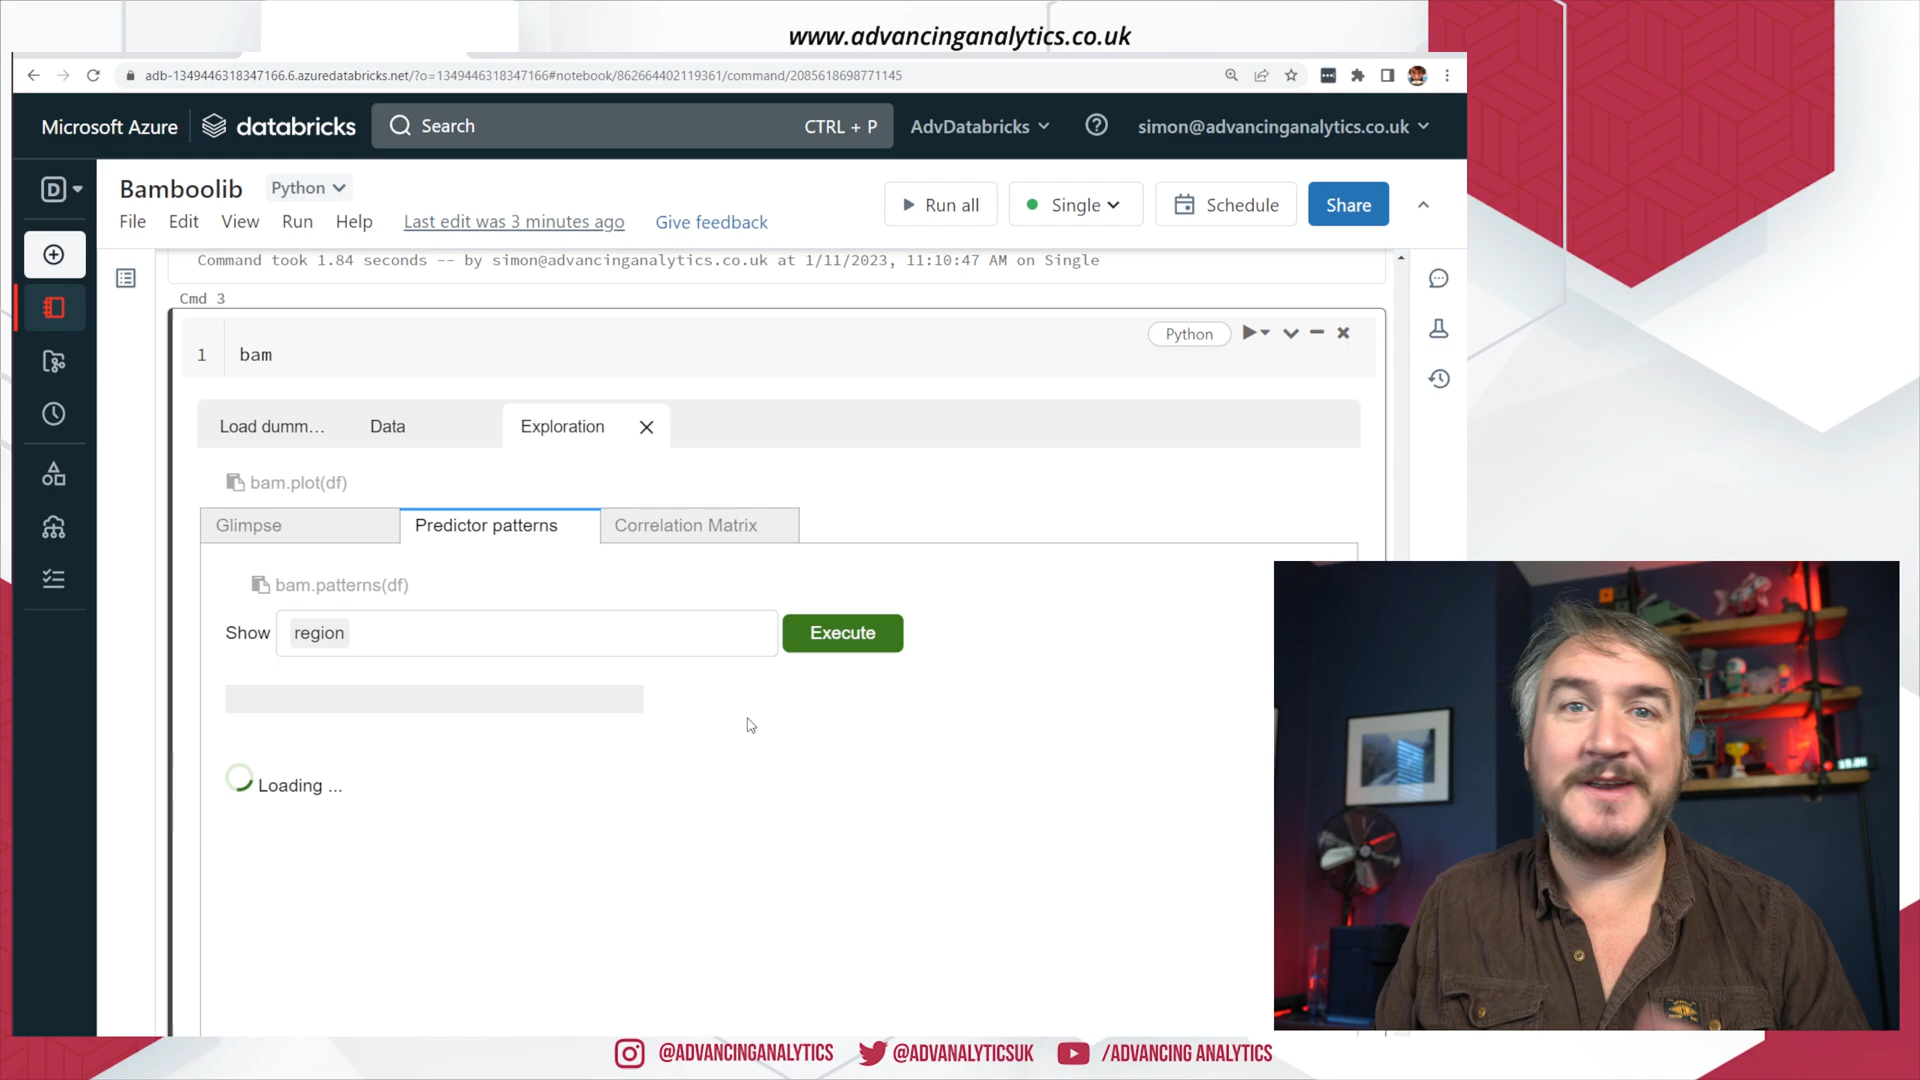 www.advancinganalytics.co.uk
adb-1349446318347166.6.azuredatabricks.net/?o=1349446318347166#notebook/862664402119361/command/2085618698771145
Microsoft Azure databricks Search CTRL + P AdvDatabricks simon@advancinganalytics.co.uk
D
Bamboolib Python
Run all Single Schedule Share
File Edit View Run Help Last edit was 3 minutes ago Give feedback
Command took 1.84 seconds -- by simon@advancinganalytics.co.uk at 1/11/2023, 11:10:47 AM on Single
Cmd 3
Python
1 bam
Load dumm... Data Exploration
bam.plot(df)
Glimpse Predictor patterns Correlation Matrix
bam.patterns(df)
Show region Execute
Loading ...
@ADVANCINGANALYTICS @ADVANALYTICSUK /ADVANCING ANALYTICS